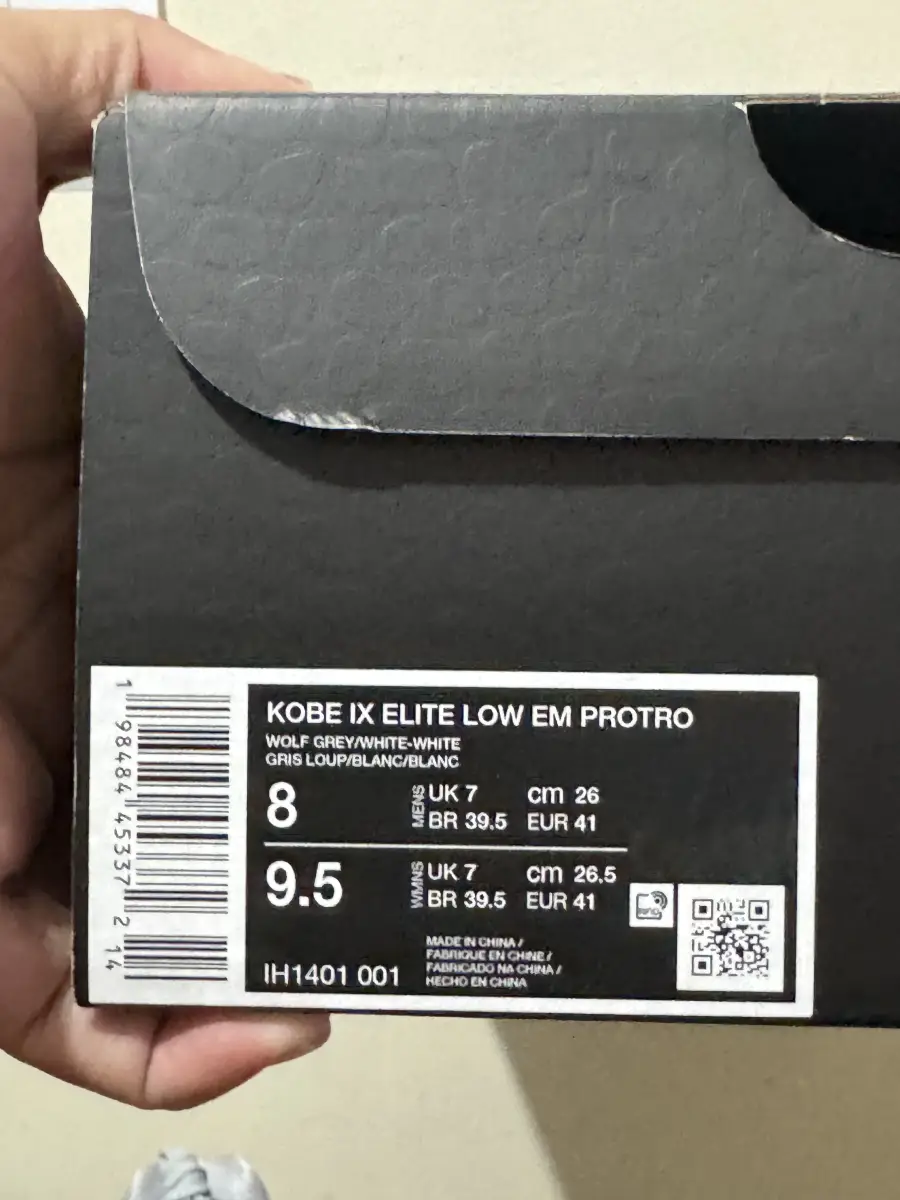 KOBE IX ELITE LOW EM PROTRO
WOLF GREY/WHITE-WHITE
GRIS LOUP/BLANC/BLANC
8 MENS UK 7 cm 26
BR 39.5 EUR 41
9.5 WMNS UK 7 cm 26.5
BR 39.5 EUR 41
IH1401 001
MADE IN CHINA /
FABRIQUE EN CHINE /
FABRICADO NA CHINA /
HECHO EN CHINA
RFID
1 98484 45337 2 14